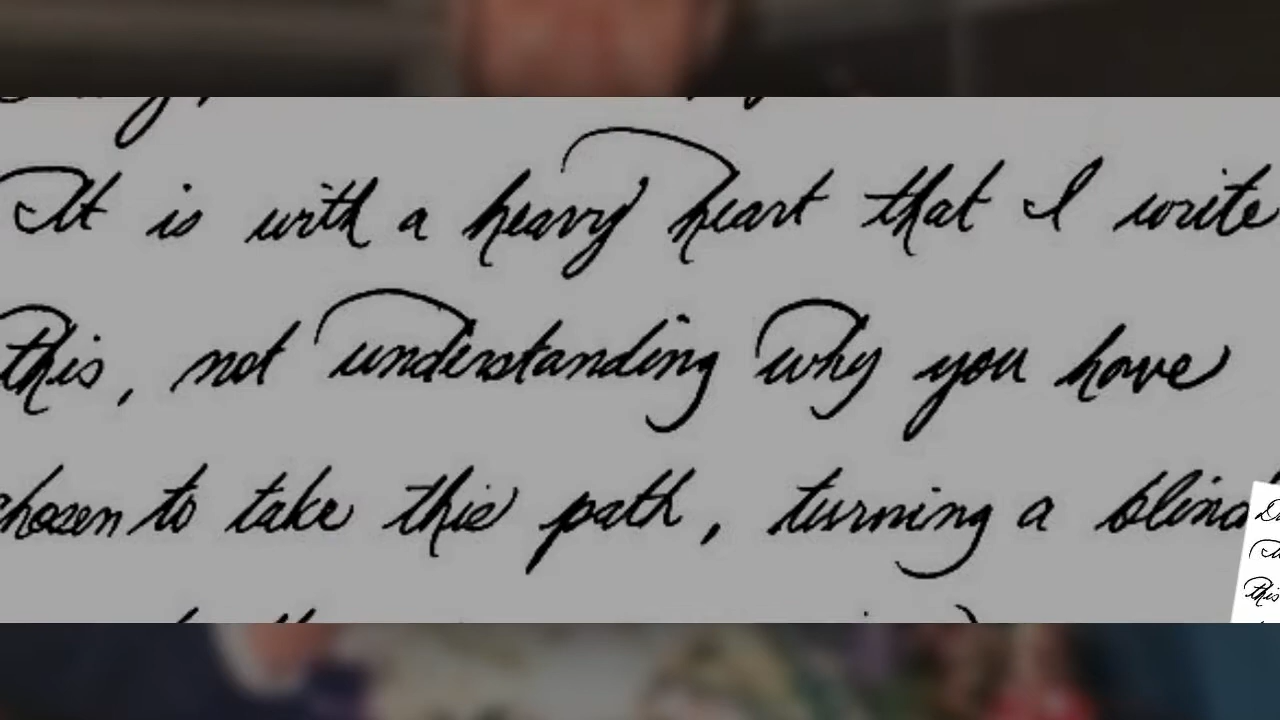 It is with a heavy heart that I write
this, not understanding why you have
chosen to take this path, turning a blind
this